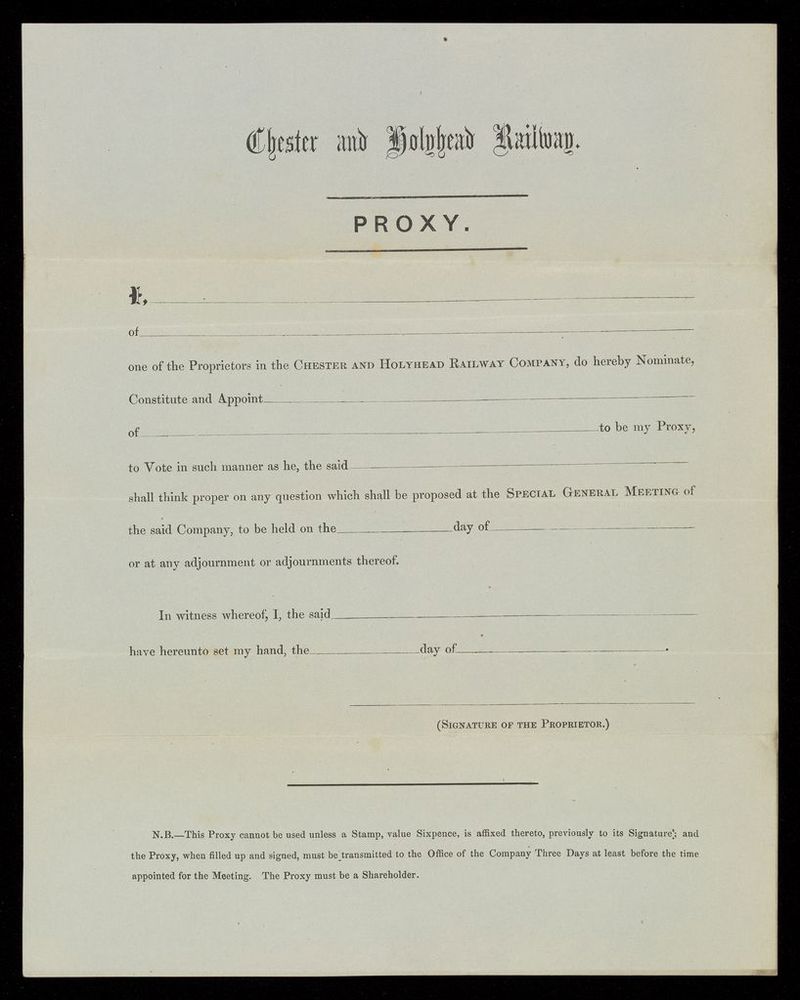 Chester and Holyhead Railway.
PROXY.
I,
of
one of the Proprietors in the CHESTER AND HOLYHEAD RAILWAY COMPANY, do hereby Nominate,
Constitute and Appoint
of to be my Proxy,
to Vote in such manner as he, the said
shall think proper on any question which shall be proposed at the SPECIAL GENERAL MEETING of
the said Company, to be held on the day of
or at any adjournment or adjournments thereof.
In witness whereof, I, the said
have hereunto set my hand, the day of .
(SIGNATURE OF THE PROPRIETOR.)
N.B.—This Proxy cannot be used unless a Stamp, value Sixpence, is affixed thereto, previously to its Signature; and
the Proxy, when filled up and signed, must be transmitted to the Office of the Company Three Days at least before the time
appointed for the Meeting. The Proxy must be a Shareholder.